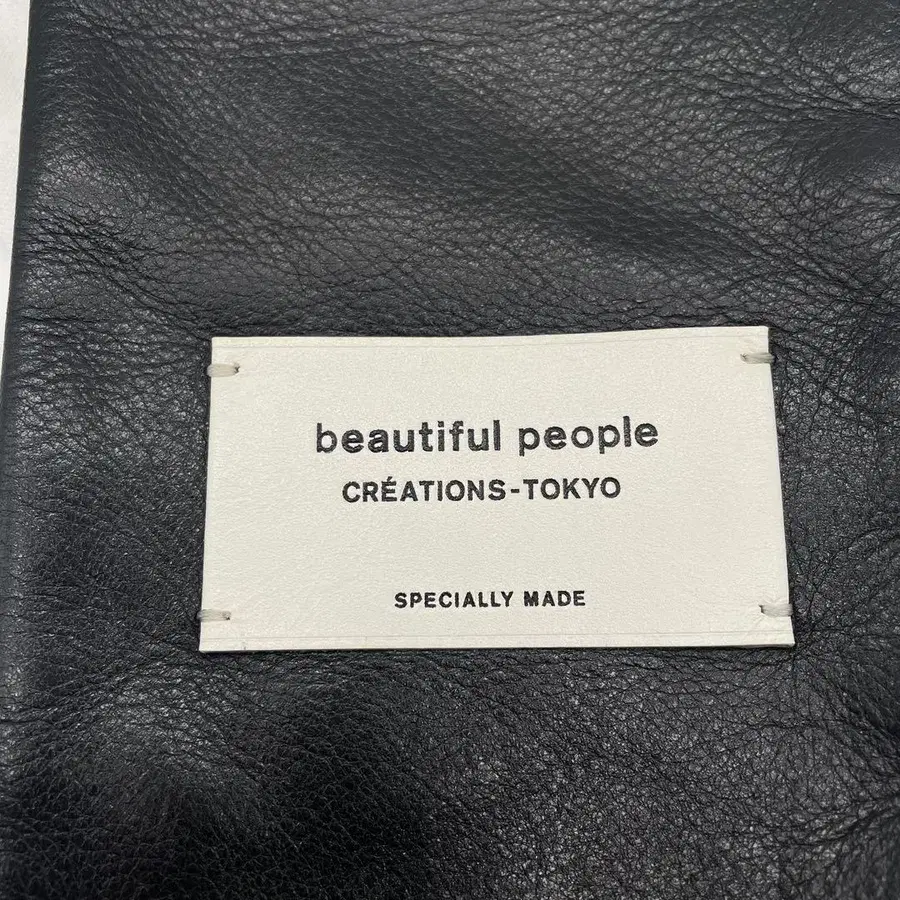 beautiful people
CRÉATIONS-TOKYO
SPECIALLY MADE